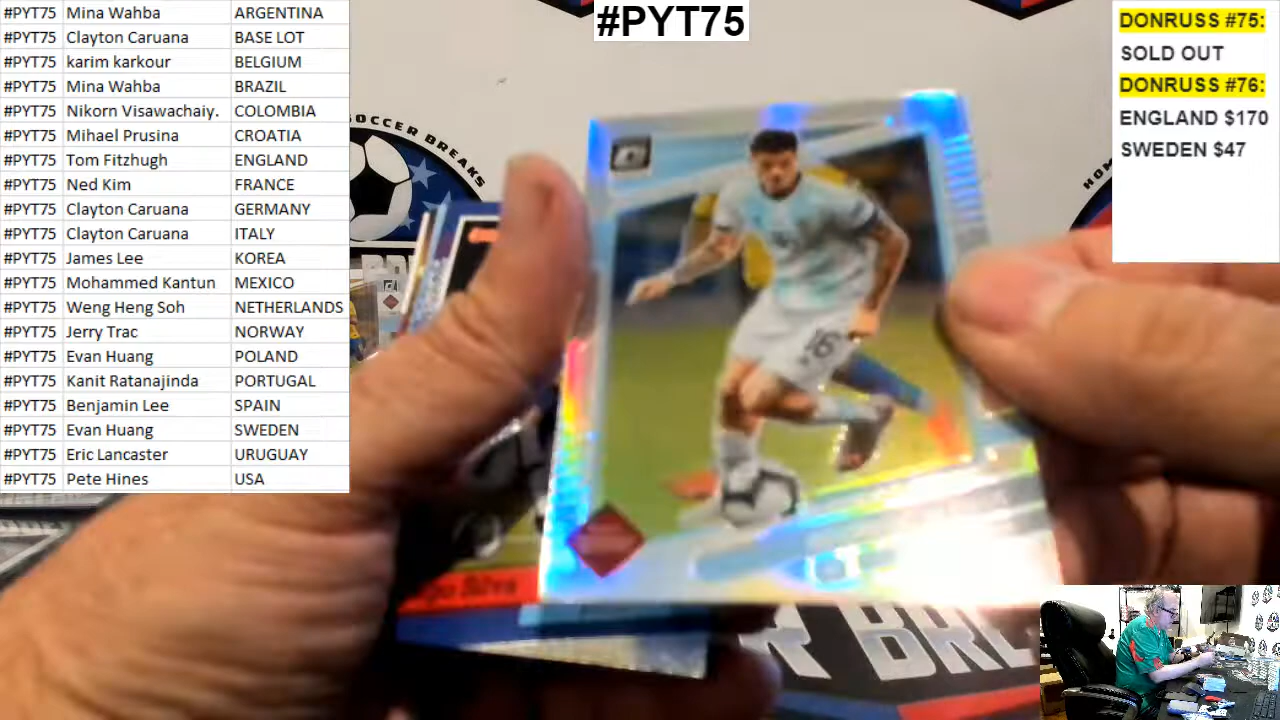 #PYT75
#PYT75 Mina Wahba ARGENTINA
#PYT75 Clayton Caruana BASE LOT
#PYT75 karim karkour BELGIUM
#PYT75 Mina Wahba BRAZIL
#PYT75 Nikorn Visawachaiy. COLOMBIA
#PYT75 Mihael Prusina CROATIA
#PYT75 Tom Fitzhugh ENGLAND
#PYT75 Ned Kim FRANCE
#PYT75 Clayton Caruana GERMANY
#PYT75 Clayton Caruana ITALY
#PYT75 James Lee KOREA
#PYT75 Mohammed Kantun MEXICO
#PYT75 Weng Heng Soh NETHERLANDS
#PYT75 Jerry Trac NORWAY
#PYT75 Evan Huang POLAND
#PYT75 Kanit Ratanajinda PORTUGAL
#PYT75 Benjamin Lee SPAIN
#PYT75 Evan Huang SWEDEN
#PYT75 Eric Lancaster URUGUAY
#PYT75 Pete Hines USA
DONRUSS #75:
SOLD OUT
DONRUSS #76:
ENGLAND $170
SWEDEN $47
SOCCER BREAKS
16
Silva